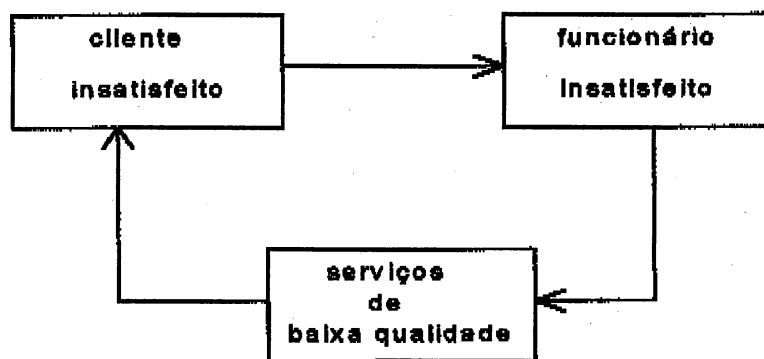 cliente
insatisfeito
funcionário
insatisfeito
serviços
de
baixa qualidade